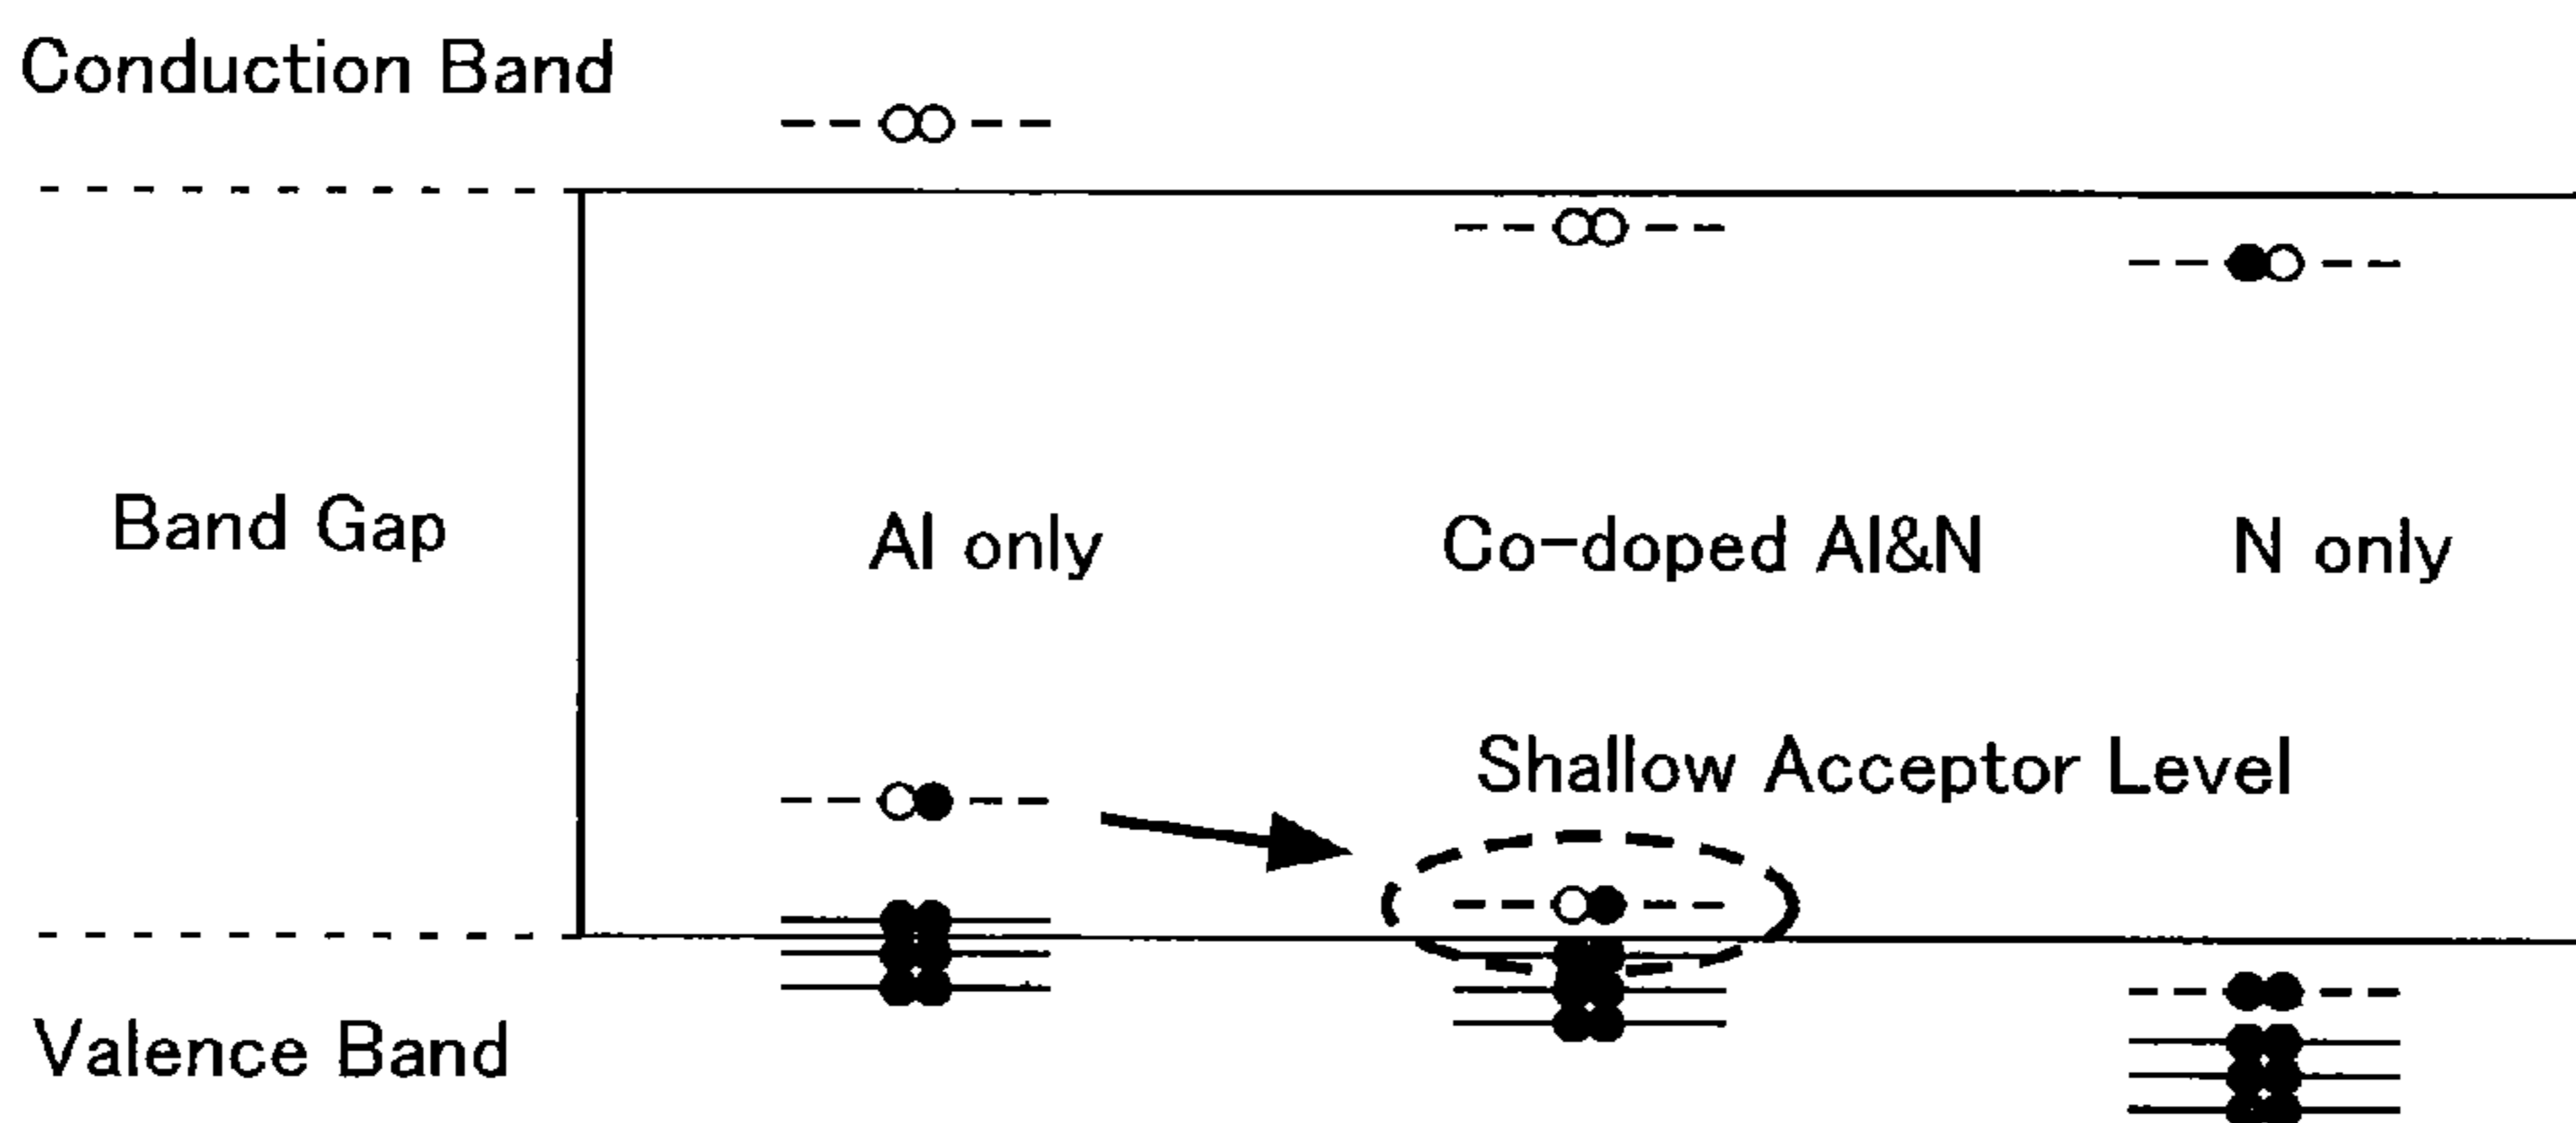 Conduction Band
Band Gap
Al only
Co-doped Al&N
N only
Shallow Acceptor Level
Valence Band